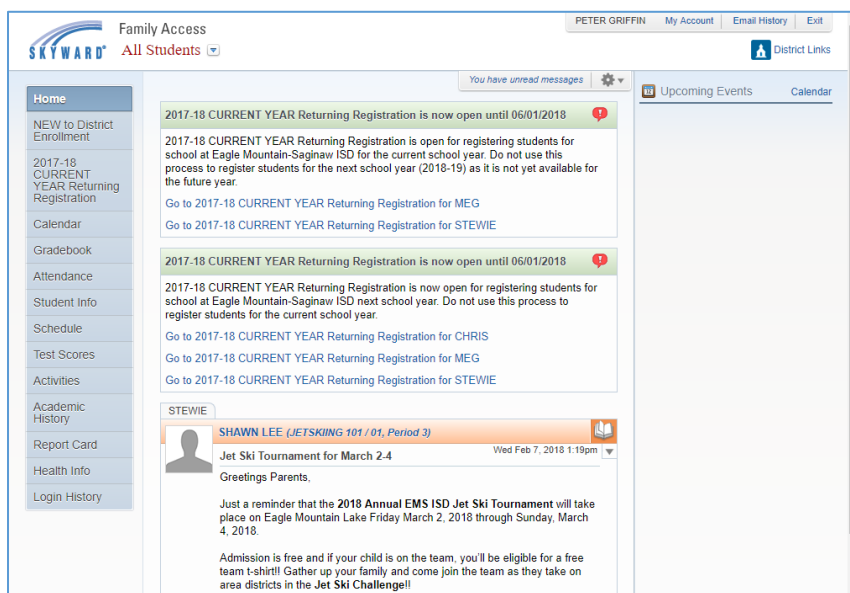 SKYWARD®
Family Access
All Students
PETER GRIFFIN My Account Email History Exit
District Links
You have unread messages
Home
NEW to District
Enrollment
2017-18
CURRENT
YEAR Returning
Registration
Calendar
Gradebook
Attendance
Student Info
Schedule
Test Scores
Activities
Academic
History
Report Card
Health Info
Login History
2017-18 CURRENT YEAR Returning Registration is now open until 06/01/2018
2017-18 CURRENT YEAR Returning Registration is open for registering students for
school at Eagle Mountain-Saginaw ISD for the current school year. Do not use this
process to register students for the next school year (2018-19) as it is not yet available for
the future year.
Go to 2017-18 CURRENT YEAR Returning Registration for MEG
Go to 2017-18 CURRENT YEAR Returning Registration for STEWIE
2017-18 CURRENT YEAR Returning Registration is now open until 06/01/2018
2017-18 CURRENT YEAR Returning Registration is now open for registering students for
school at Eagle Mountain-Saginaw ISD next school year. Do not use this process to
register students for the current school year.
Go to 2017-18 CURRENT YEAR Returning Registration for CHRIS
Go to 2017-18 CURRENT YEAR Returning Registration for MEG
Go to 2017-18 CURRENT YEAR Returning Registration for STEWIE
STEWIE
SHAWN LEE (JETSKIING 101 / 01, Period 3)
Jet Ski Tournament for March 2-4
Wed Feb 7, 2018 1:19pm
Greetings Parents,
Just a reminder that the 2018 Annual EMS ISD Jet Ski Tournament will take
place on Eagle Mountain Lake Friday March 2, 2018 through Sunday, March
4, 2018.
Admission is free and if your child is on the team, you'll be eligible for a free
team t-shirt!! Gather up your family and come join the team as they take on
area districts in the Jet Ski Challenge!!
Upcoming Events
Calendar